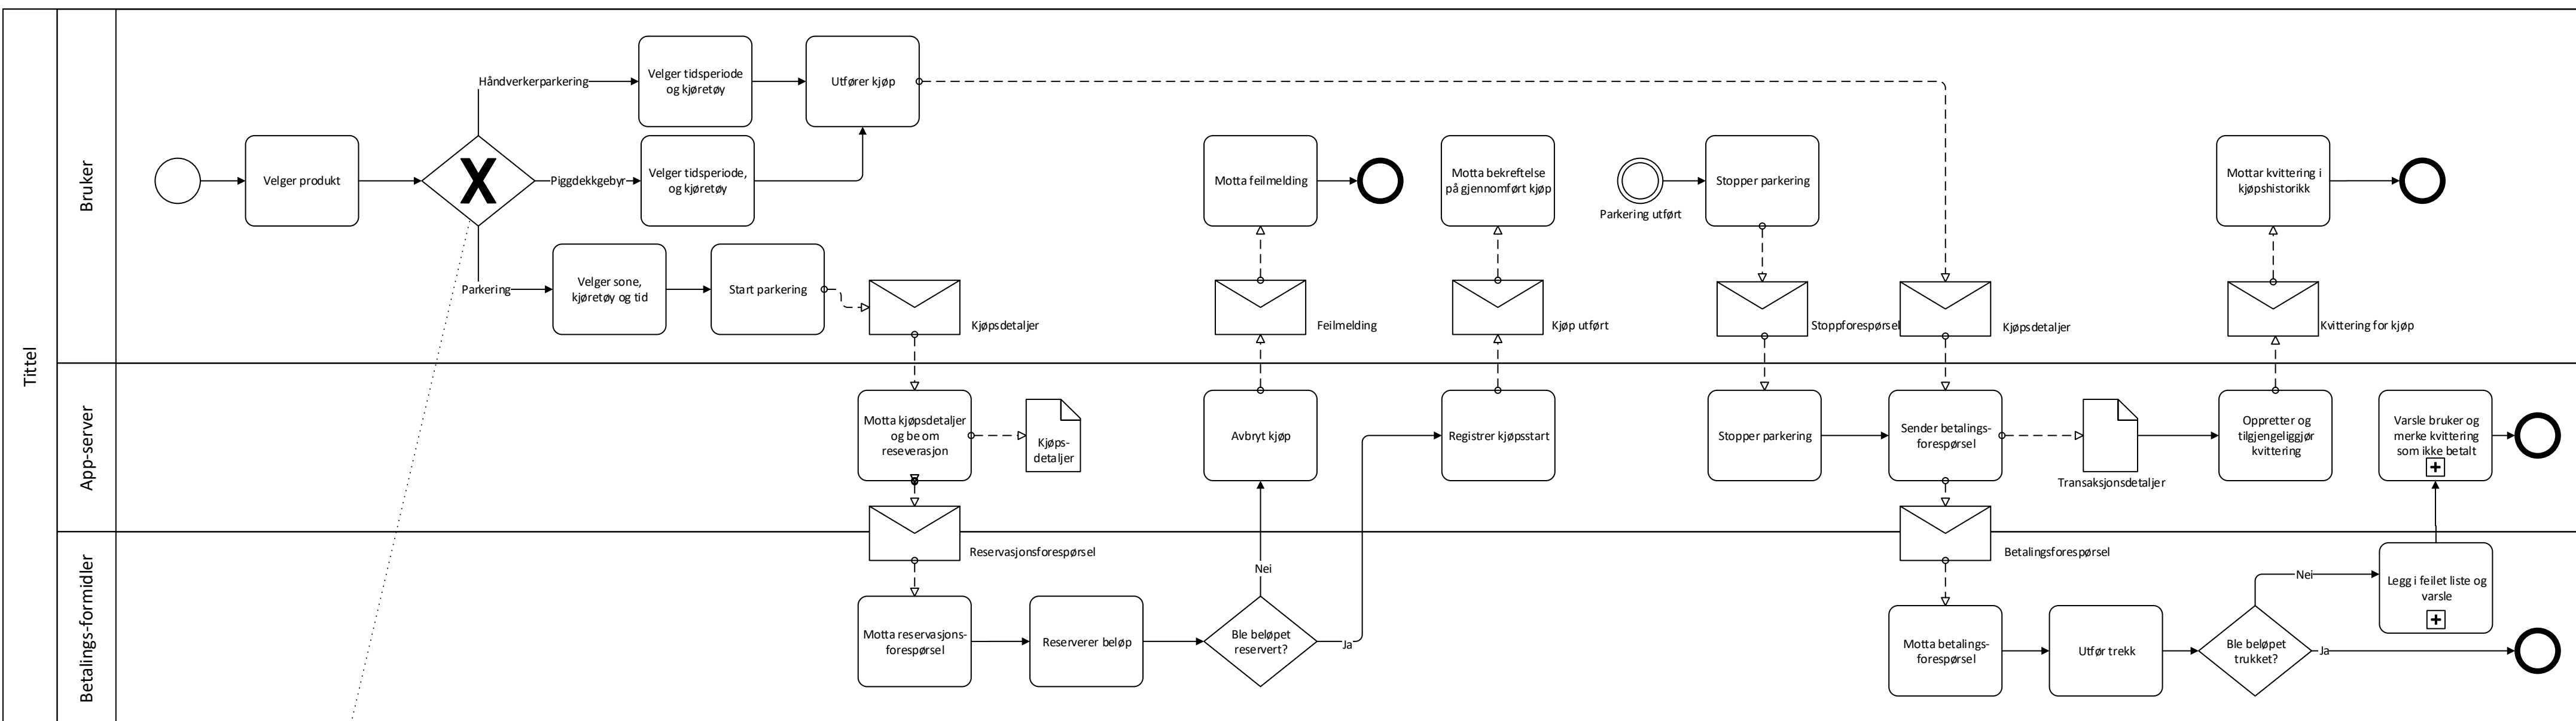 Tittel
Bruker
Velger produkt
X
Håndverkerparkering
Velger tidsperiode
og kjøretøy
Utfører kjøp
Piggdekkgebyr
Velger tidsperiode,
og kjøretøy
Parkering
Velger sone,
kjøretøy og tid
Start parkering
Kjøpsdetaljer
Motta feilmelding
Feilmelding
Motta bekreftelse
på gjennomført kjøp
Kjøp utført
Parkering utført
Stopper parkering
Stoppforespørsel
Kjøpsdetaljer
Mottar kvittering i
kjøpshistorikk
Kvittering for kjøp
App-server
Motta kjøpsdetaljer
og be om
reseverasjon
Kjøps-
detaljer
Avbryt kjøp
Registrer kjøpsstart
Stopper parkering
Sender betalings-
forespørsel
Transaksjonsdetaljer
Oppretter og
tilgjengeliggjør
kvittering
Varsle bruker og
merke kvittering
som ikke betalt
Betalings-formidler
Reservasjonsforespørsel
Motta reservasjons-
forespørsel
Reserverer beløp
Ble beløpet
reservert?
Nei
Ja
Betalingsforespørsel
Motta betalings-
forespørsel
Utfør trekk
Ble beløpet
trukket?
Nei
Ja
Legg i feilet liste og
varsle